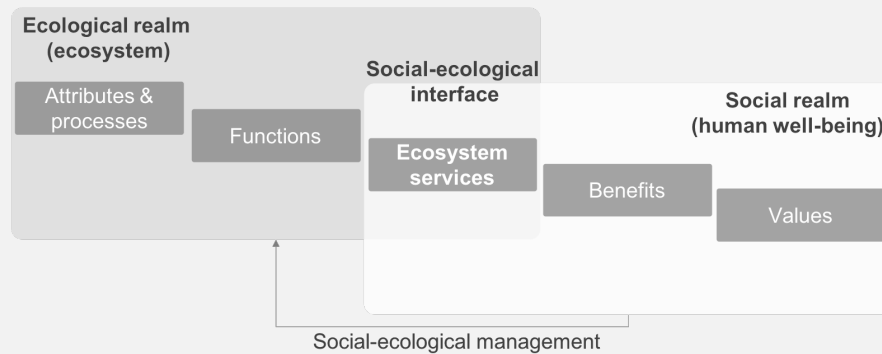 Ecological realm
(ecosystem)
Attributes &
processes
Functions
Social-ecological
interface
Ecosystem
services
Social realm
(human well-being)
Benefits
Values
Social-ecological management